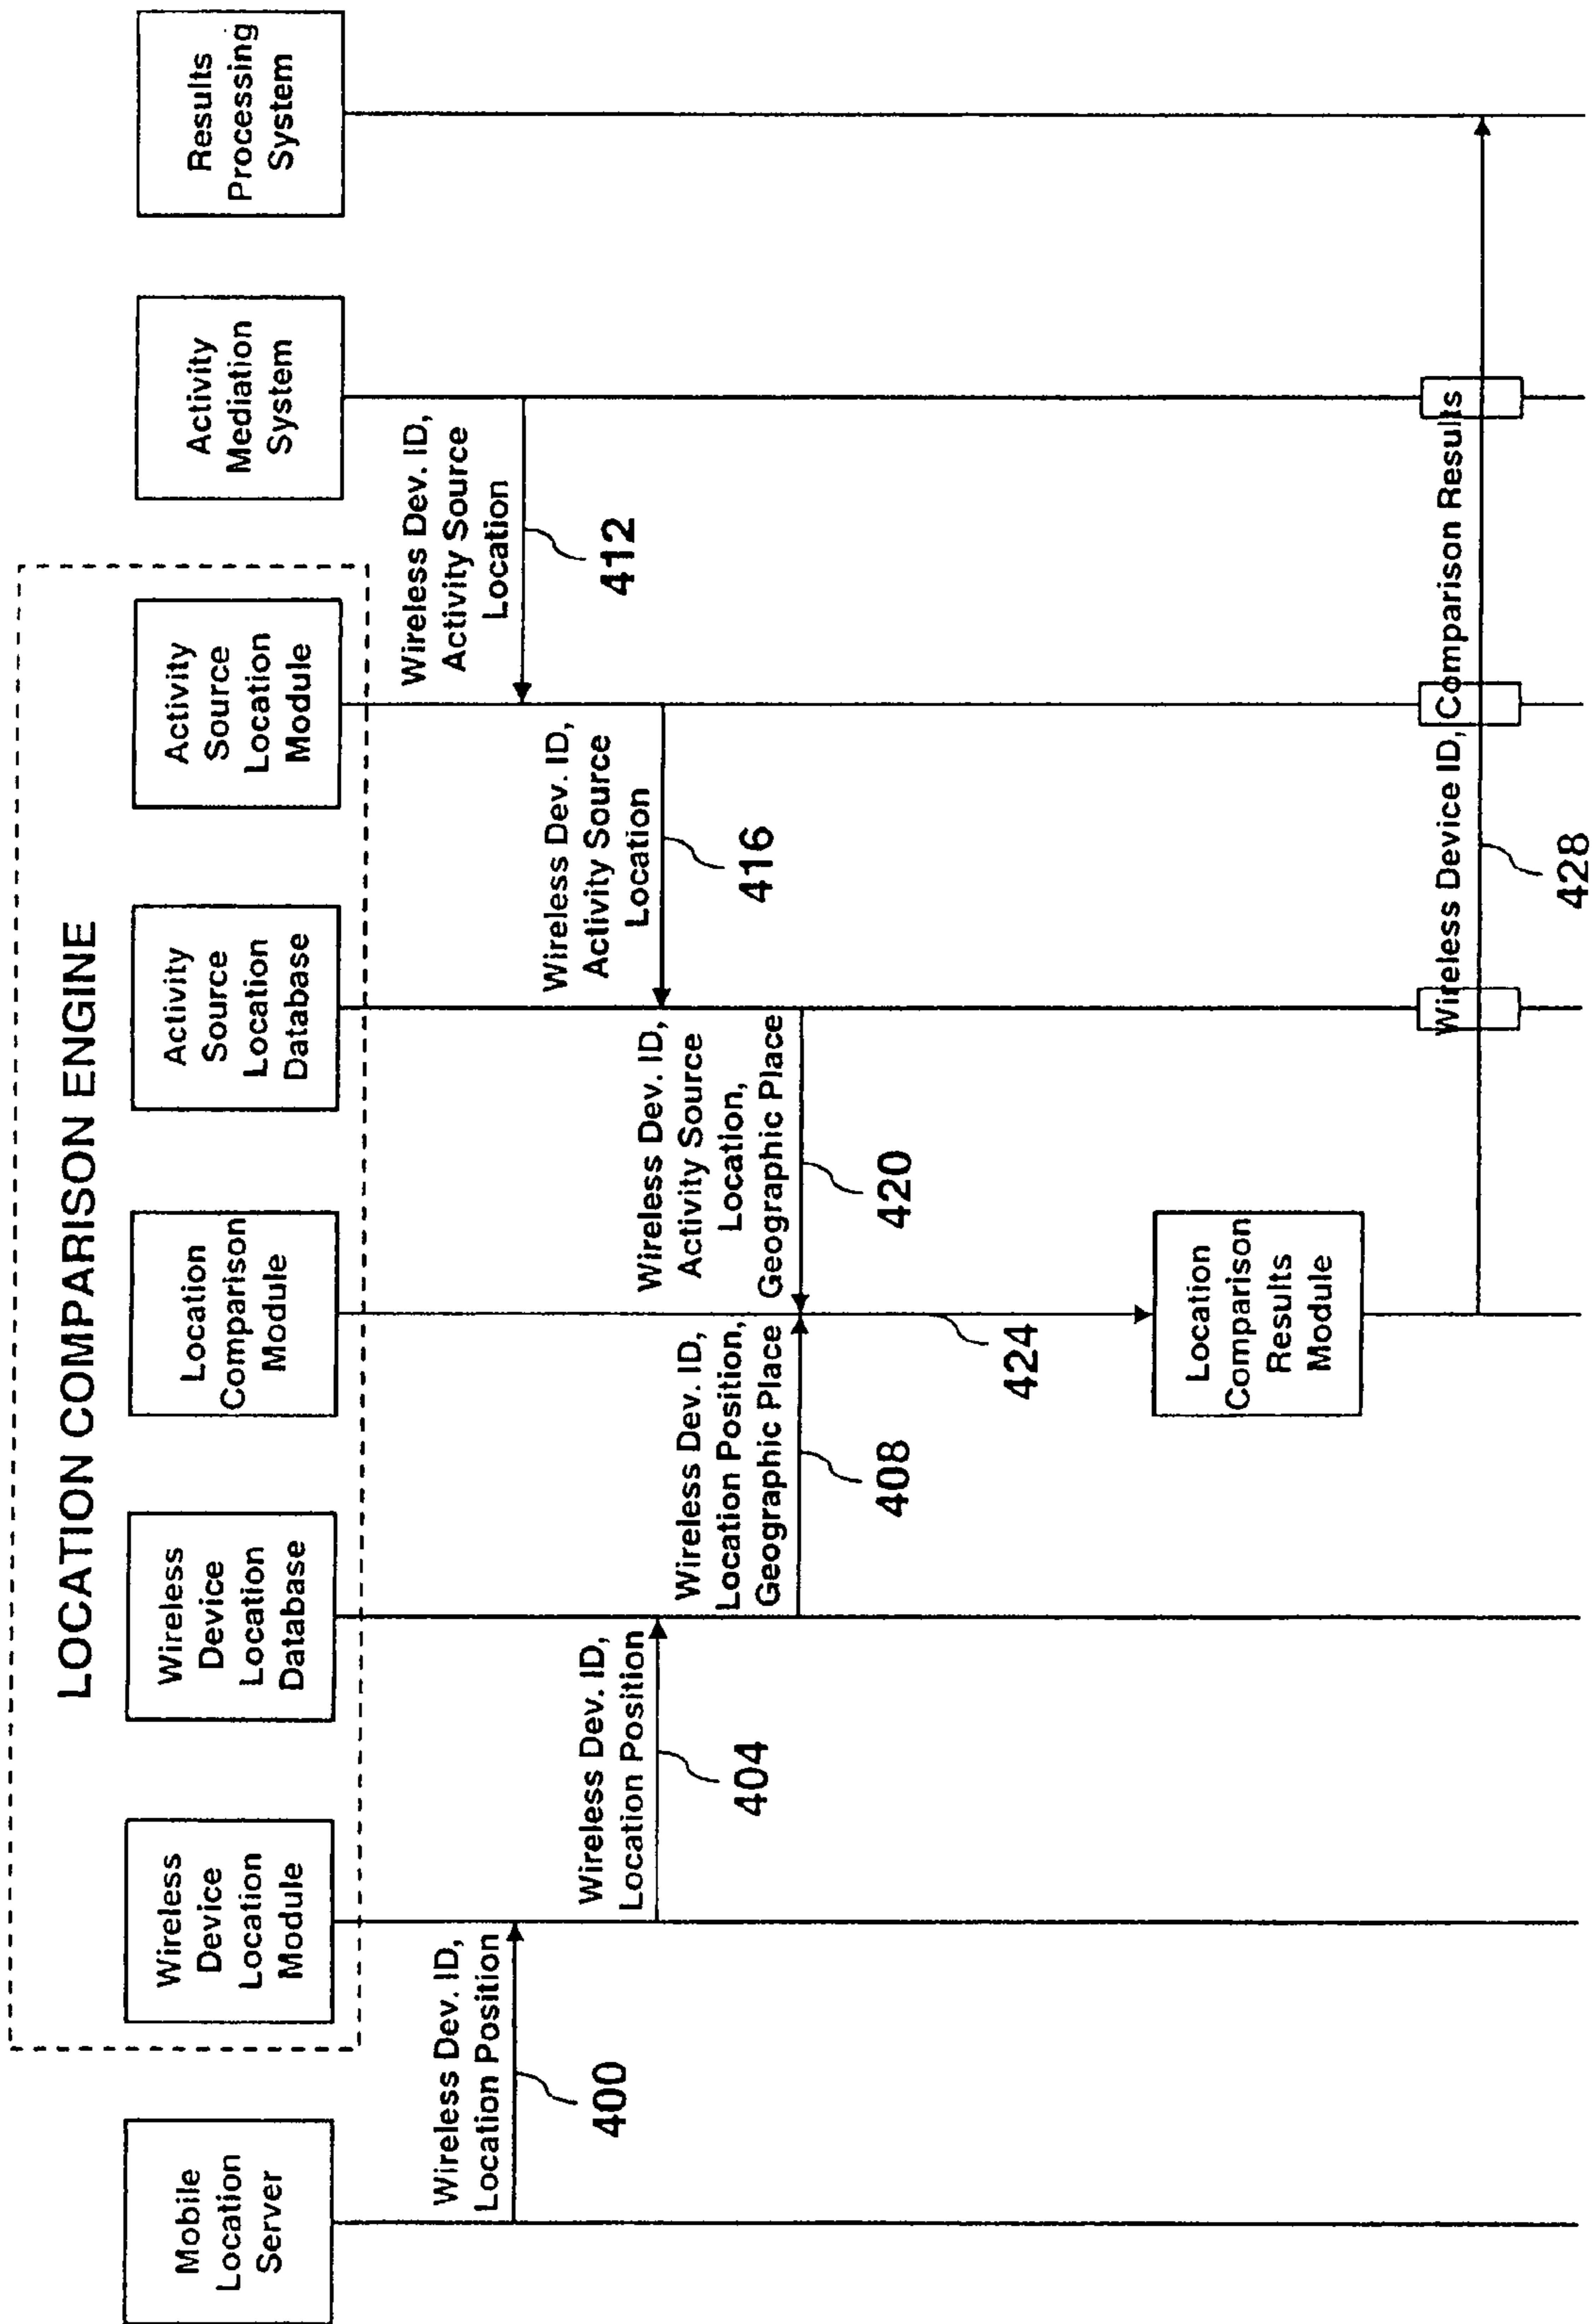 LOCATION COMPARISON ENGINE
Mobile
Location
Server
Wireless
Device
Location
Module
Wireless
Device
Location
Database
Location
Comparison
Module
Activity
Source
Location
Database
Activity
Source
Location
Module
Activity
Mediation
System
Results
Processing
System
Wireless Dev. ID,
Location Position
400
Wireless Dev. ID,
Activity Source
Location
412
Wireless Dev. ID,
Location Position
404
Wireless Dev. ID,
Activity Source
Location
416
Wireless Dev. ID,
Location Position,
Geographic Place
408
Wireless Dev. ID,
Activity Source
Location,
Geographic Place
420
424
Location
Comparison
Results
Module
Wireless Device ID, Comparison Results
428